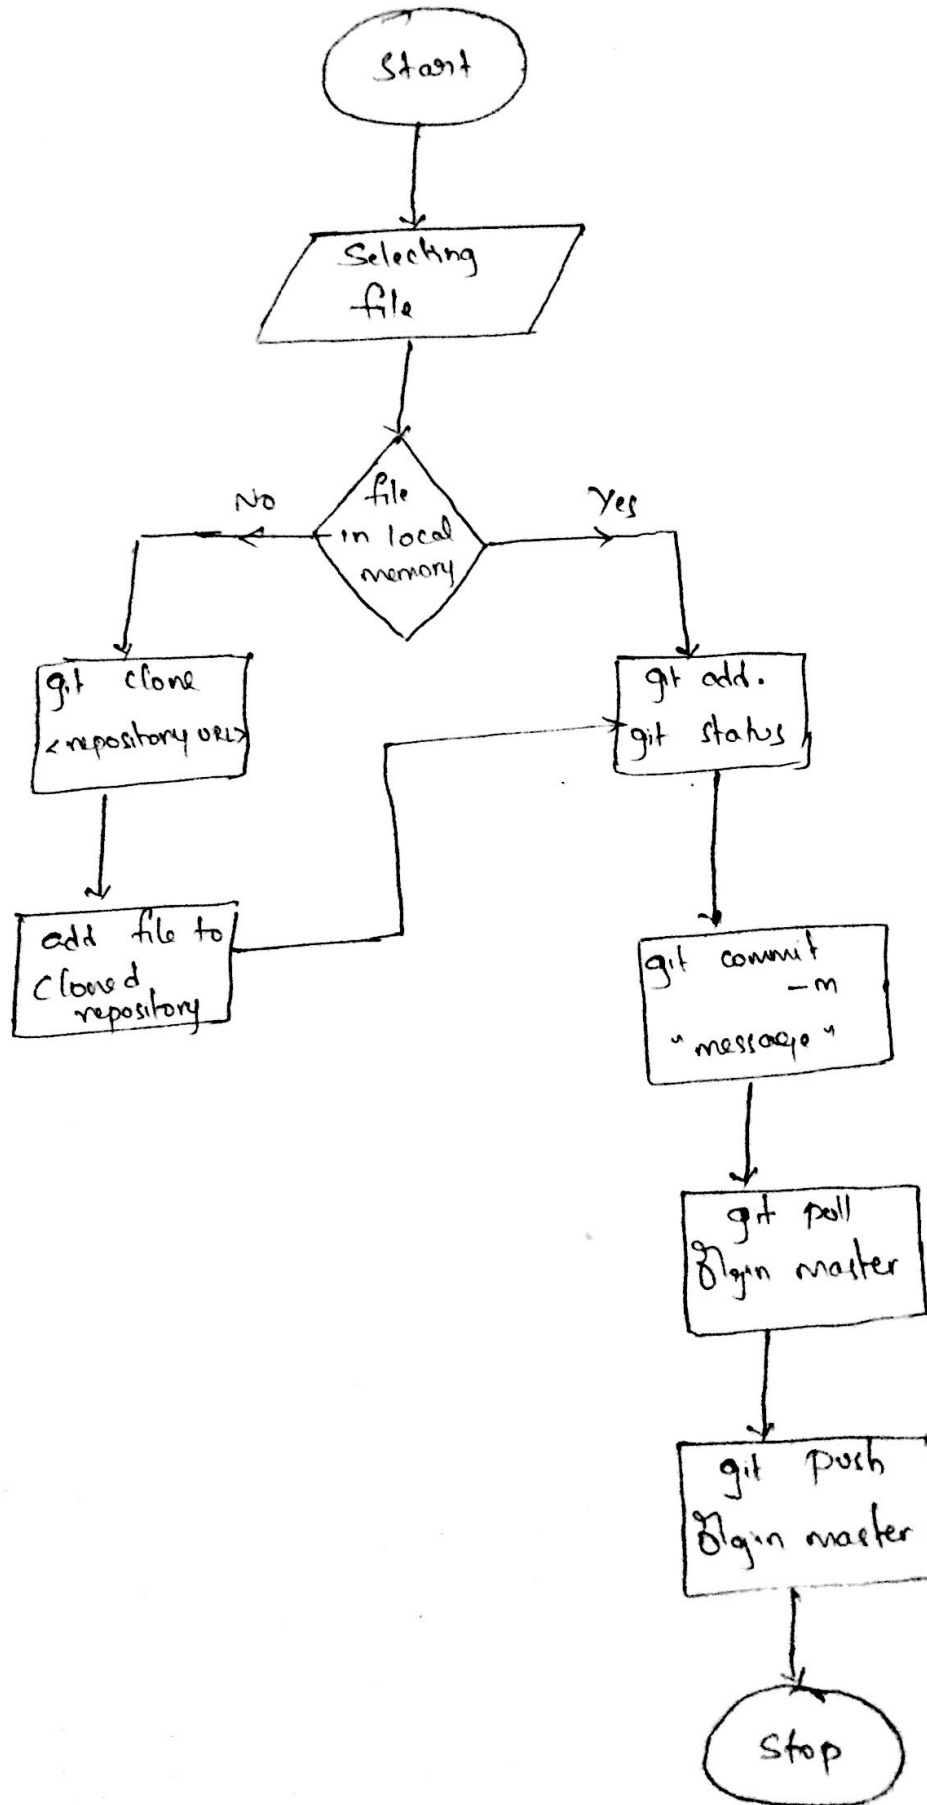 Start
Selecting
file
file
in local
memory
No
Yes
git clone
<repository URL>
git add.
git status
add file to
Cloned
repository
git commit
-m
"message"
git pull
Origin master
git push
Origin master
Stop